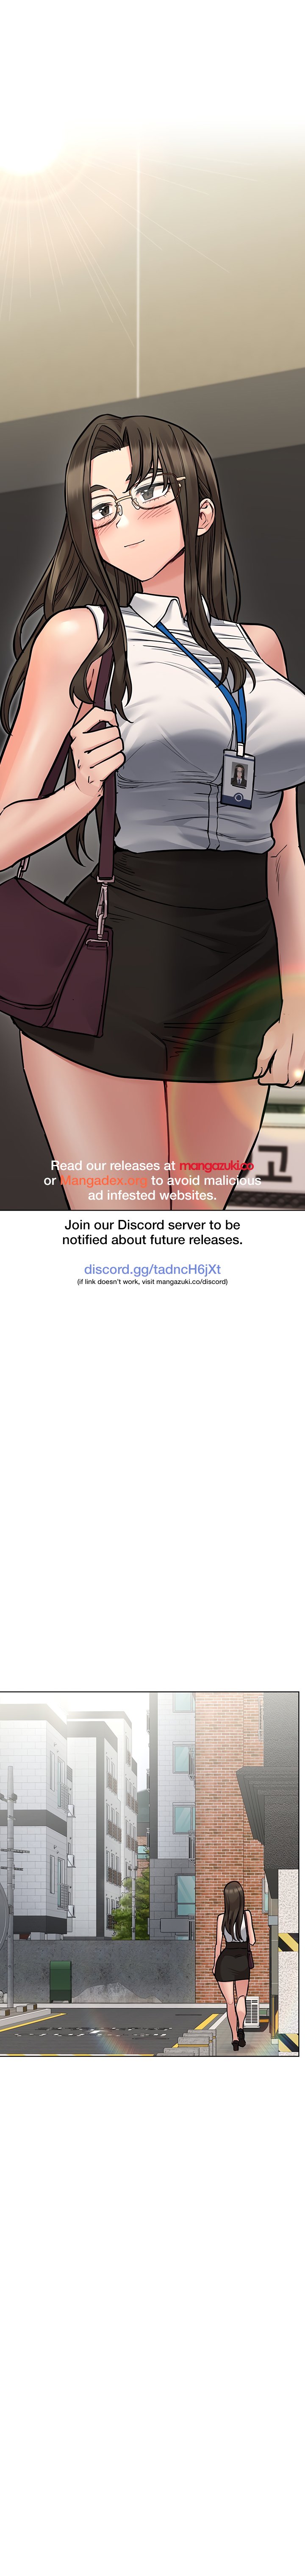 고
Read our releases at mangazuki.co
or Mangadex.org to avoid malicious
ad infested websites.
Join our Discord server to be
notified about future releases.
discord.gg/tadncH6jXt
(if link doesn't work, visit mangazuki.co/discord)